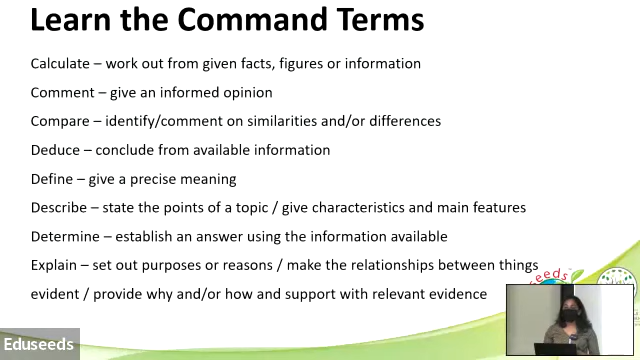 Learn the Command Terms
Calculate – work out from given facts, figures or information
Comment – give an informed opinion
Compare – identify/comment on similarities and/or differences
Deduce – conclude from available information
Define – give a precise meaning
Describe – state the points of a topic / give characteristics and main features
Determine – establish an answer using the information available
Explain – set out purposes or reasons / make the relationships between things
evident / provide why and/or how and support with relevant evidence
Eduseeds